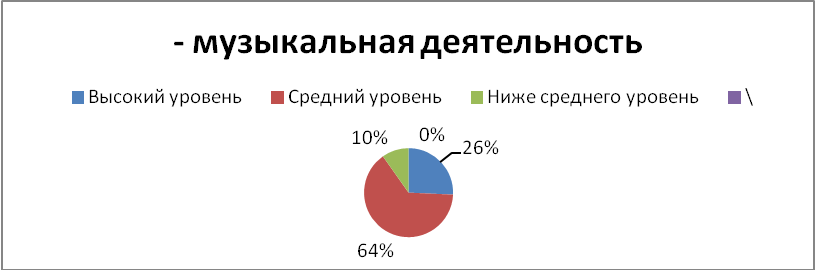 - музыкальная деятельность
Высокий уровень Средний уровень Ниже среднего уровень \
10% 0% 26%
64%